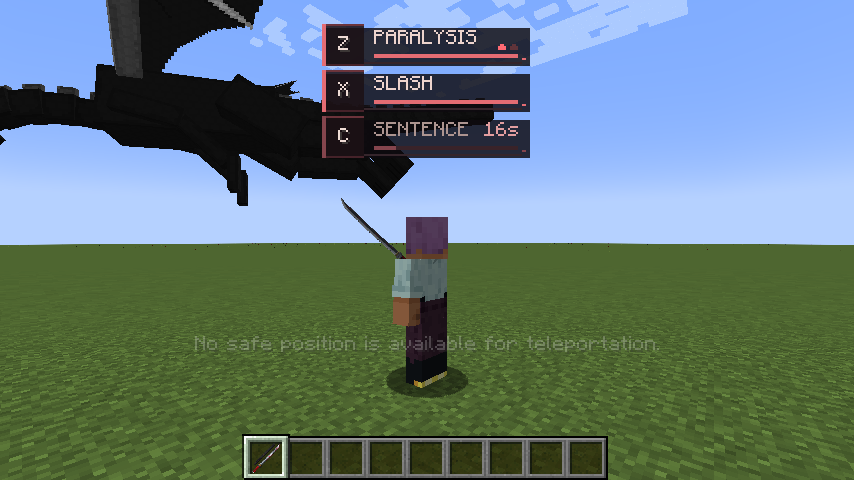 Z PARALYSIS
X SLASH
C SENTENCE 16s
No safe position is available for teleportation.